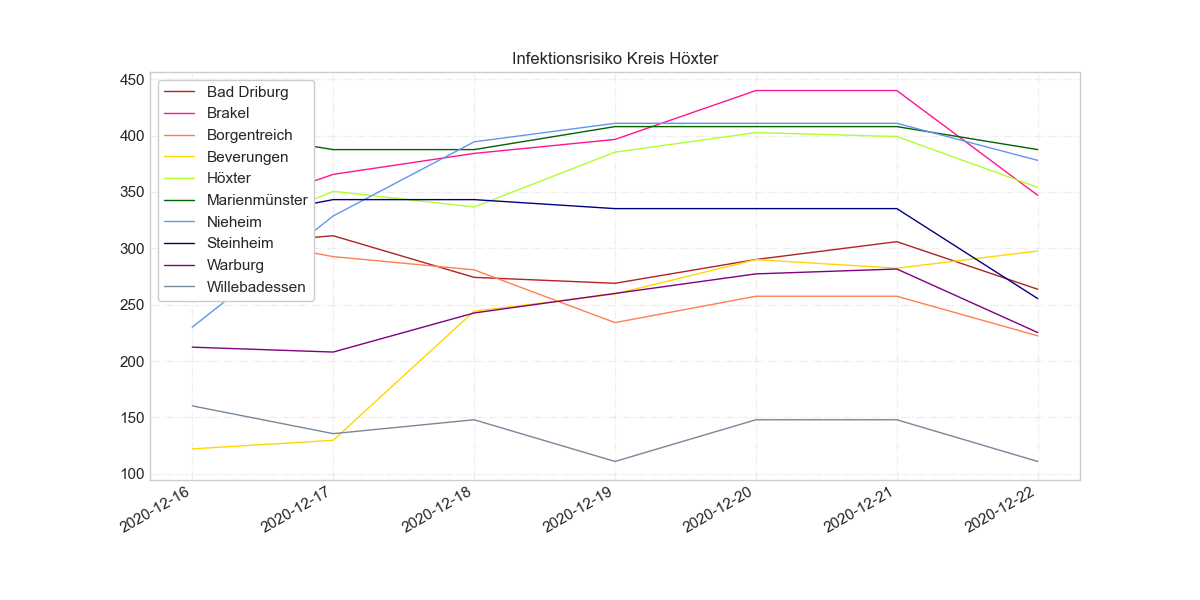 Infektionsrisiko Kreis Höxter
450
400
350
300
250
200
150
100
Bad Driburg
Brakel
Borgentreich
Beverungen
Höxter
Marienmünster
Nieheim
Steinheim
Warburg
Willebadessen
2020-12-16
2020-12-17
2020-12-18
2020-12-19
2020-12-20
2020-12-21
2020-12-22